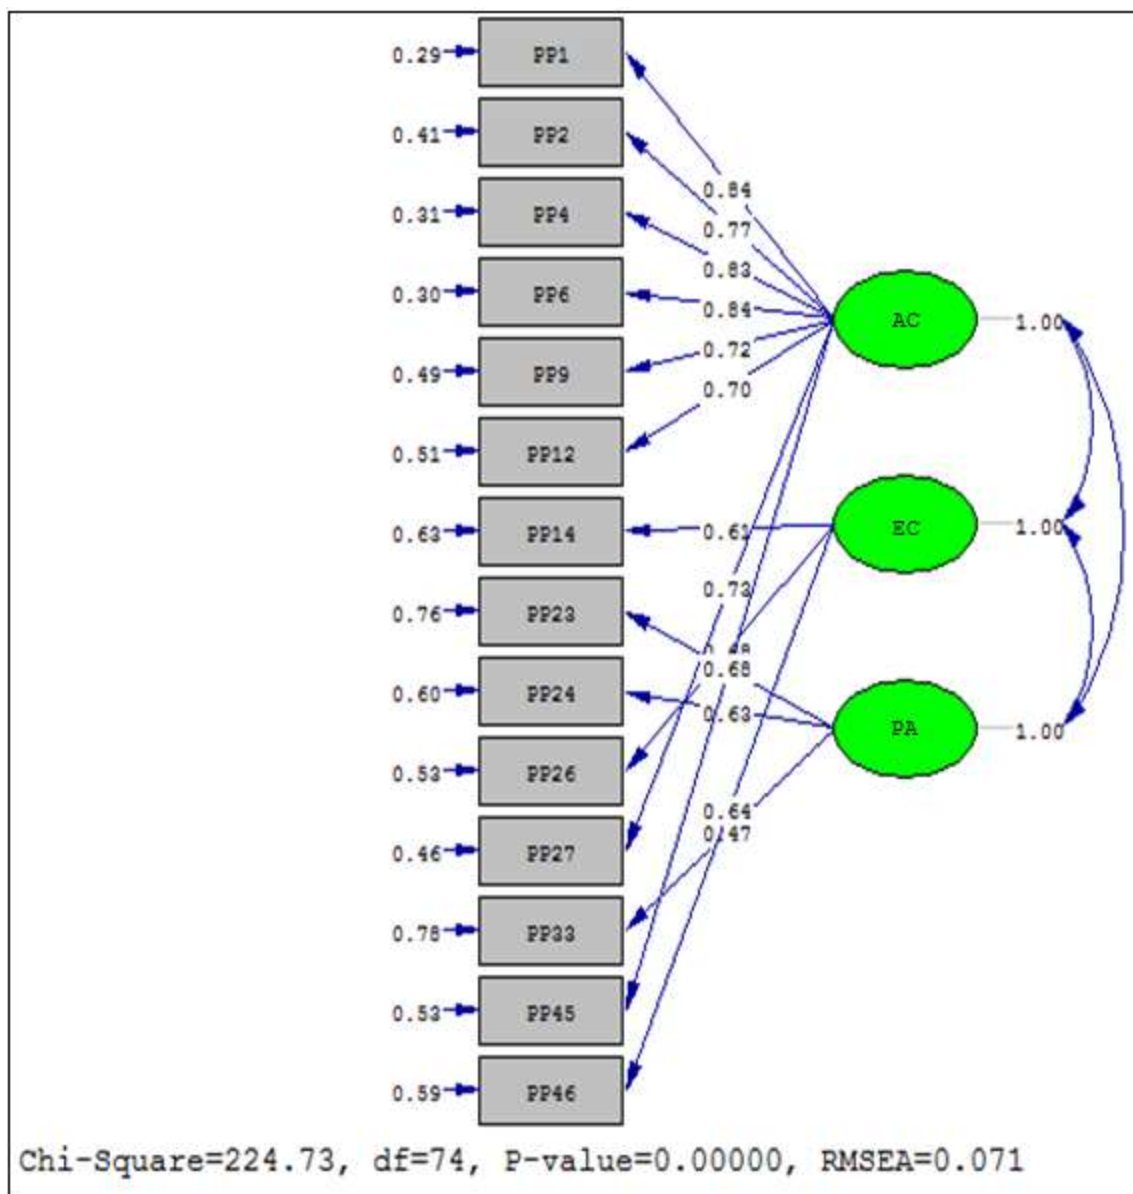 0.29 PP1
0.41 PP2
0.84
0.31 PP4
0.77
0.83
0.30 PP6
0.84
AC 1.00
0.72
0.49 PP9
0.70
0.51 PP12
0.63 PP14
0.61
EC 1.00
0.73
0.76 PP23
0.68
0.60 PP24
0.63
PA 1.00
0.53 PP26
0.64
0.47
0.46 PP27
0.78 PP33
0.53 PP45
0.59 PP46
Chi-Square=224.73, df=74, P-value=0.00000, RMSEA=0.071